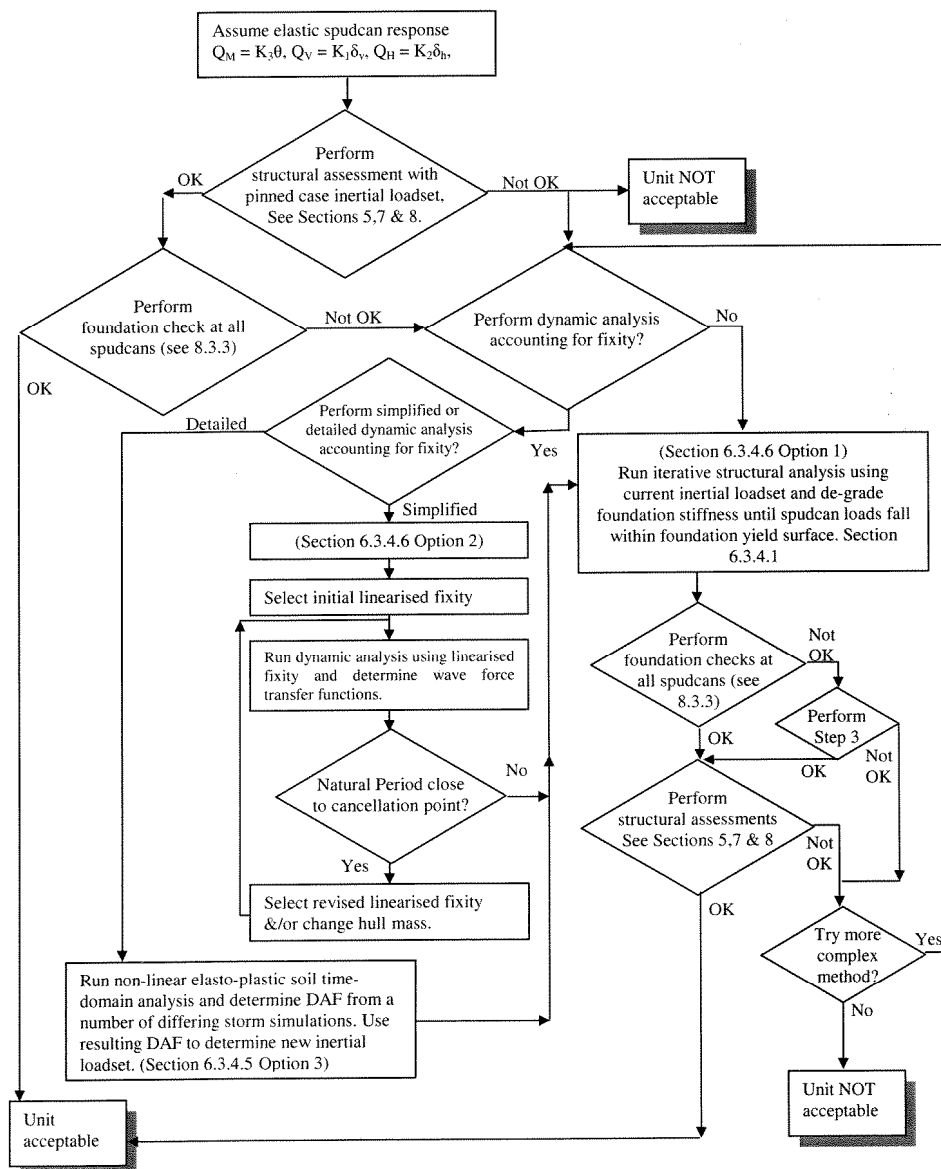 Assume elastic spudcan response
Q_M = K_3θ, Q_V = K_1δ_v, Q_H = K_2δ_h,
Perform
structural assessment with
pinned case inertial loadset,
See Sections 5,7 & 8.
OK
Not OK
Unit NOT
acceptable
Perform
foundation check at all
spudcans (see 8.3.3)
Not OK
OK
Perform dynamic analysis
accounting for fixity?
No
Yes
Perform simplified or
detailed dynamic analysis
accounting for fixity?
Detailed
Simplified
(Section 6.3.4.6 Option 2)
Select initial linearised fixity
Run dynamic analysis using linearised
fixity and determine wave force
transfer functions.
Natural Period close
to cancellation point?
No
Yes
Select revised linearised fixity
&/or change hull mass.
Run non-linear elasto-plastic soil time-
domain analysis and determine DAF from a
number of differing storm simulations. Use
resulting DAF to determine new inertial
loadset. (Section 6.3.4.5 Option 3)
(Section 6.3.4.6 Option 1)
Run iterative structural analysis using
current inertial loadset and de-grade
foundation stiffness until spudcan loads fall
within foundation yield surface. Section
6.3.4.1
Perform
foundation checks at
all spudcans (see
8.3.3)
Not
OK
OK
Perform
Step 3
OK
Not
OK
Perform
structural assessments
See Sections 5,7 & 8
Not
OK
OK
Try more
complex
method?
Yes
No
Unit NOT
acceptable
Unit
acceptable